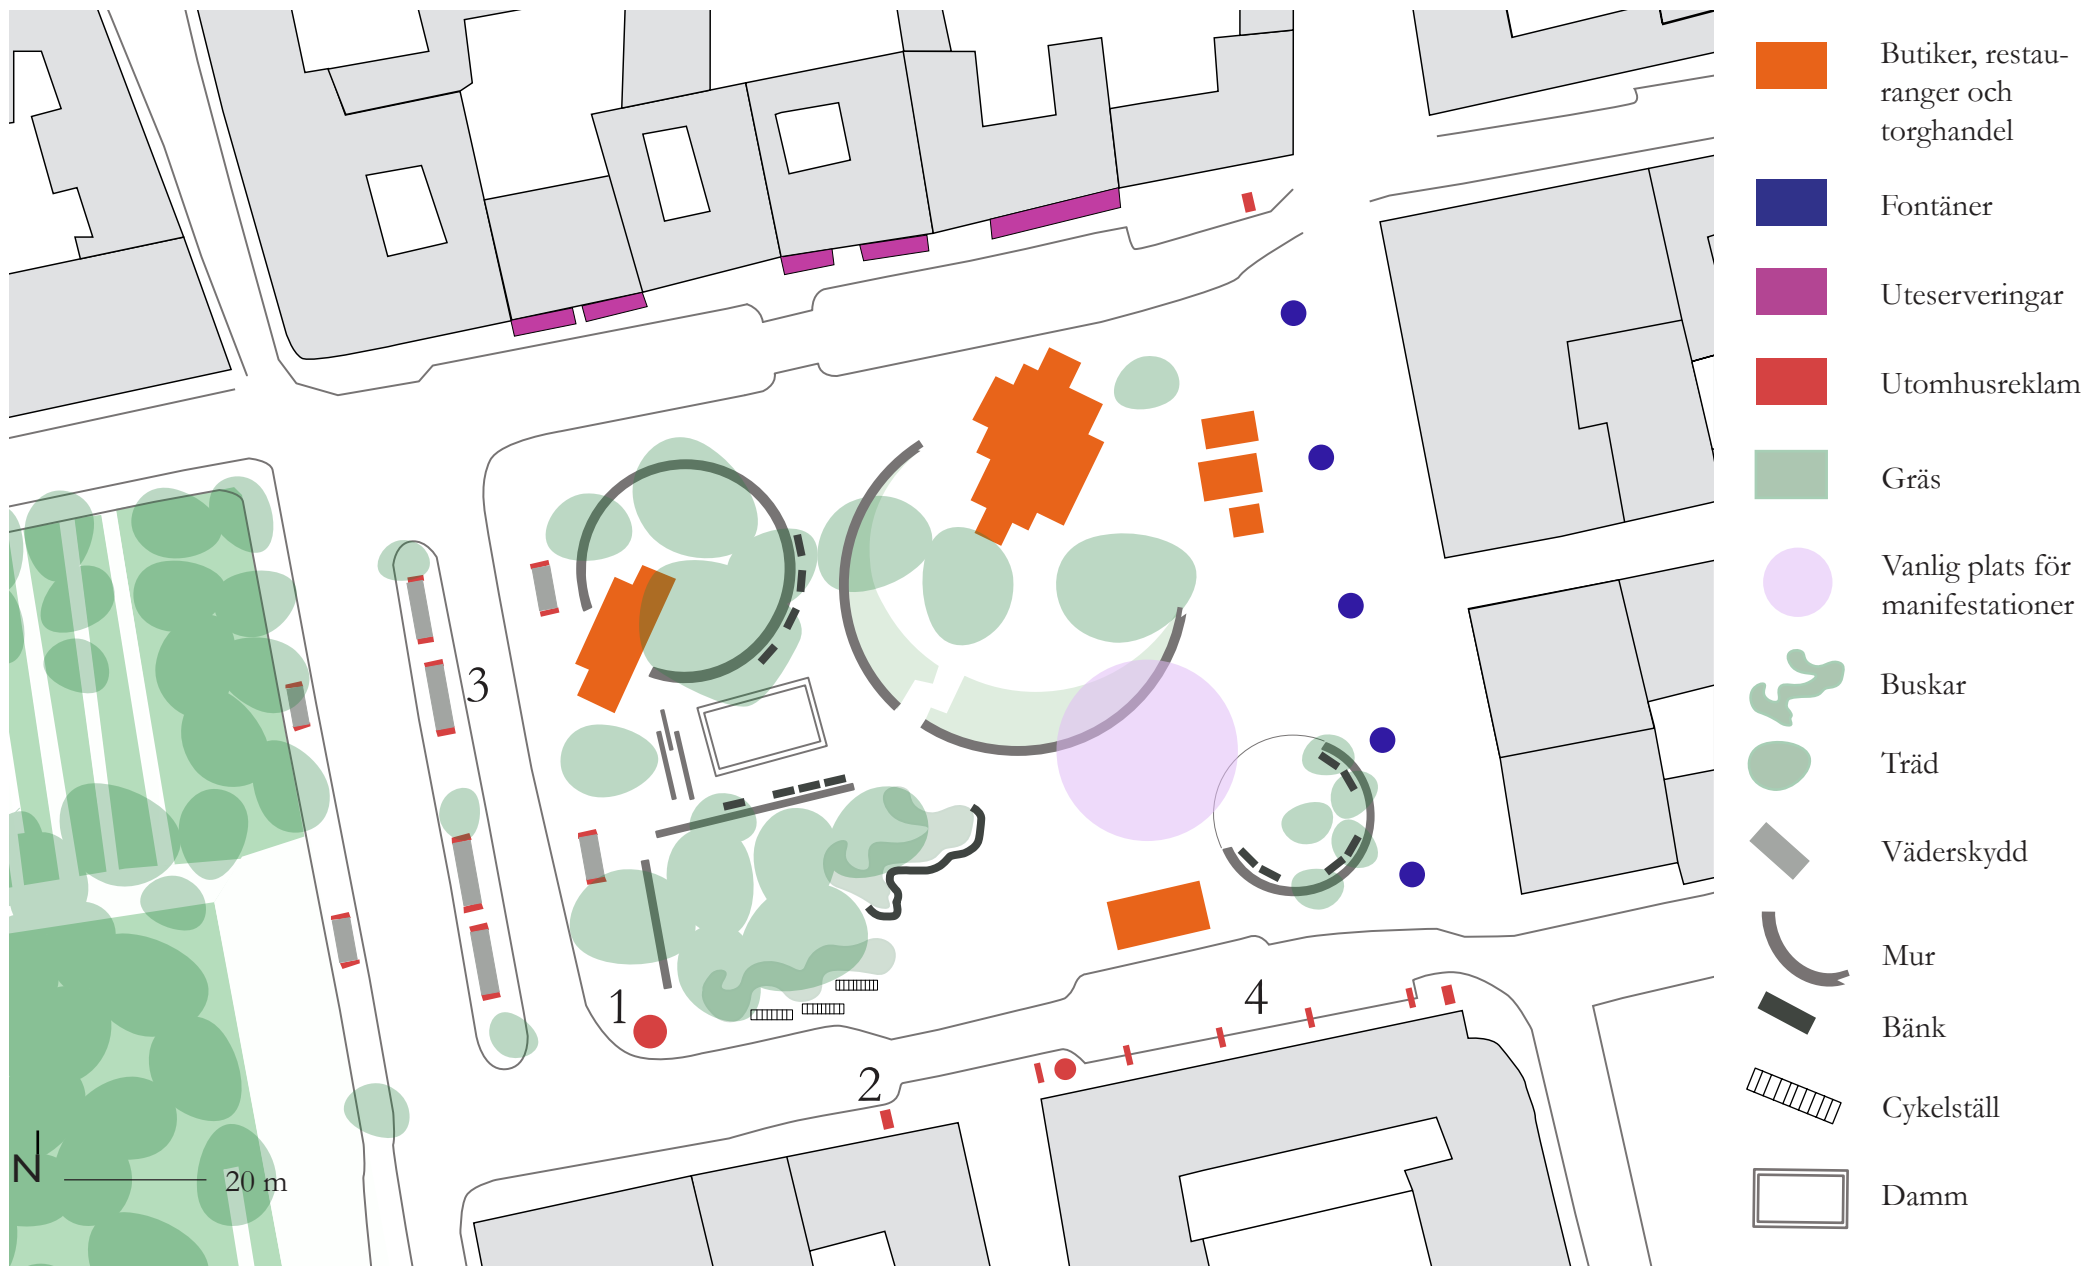 Butiker, restau-
ranger och
torghandel
Fontäner
Uteserveringar
Utomhusreklam
Gräs
Vanlig plats för
manifestationer
Buskar
Träd
Väderskydd
Mur
Bänk
Cykelställ
Damm
3
1
4
2
N
20 m